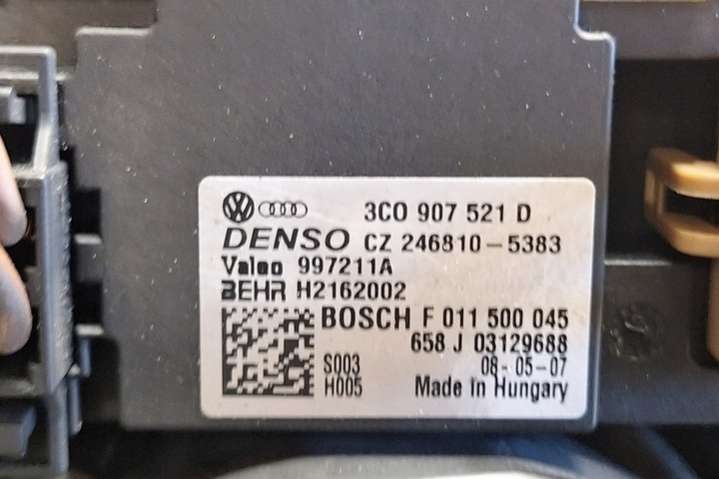 3C0 907 521 D
DENSO CZ 246810-5383
Valeo 997211A
BEHR H2162002
BOSCH F 011 500 045
658 J 03129688
S003 08-05-07
H005 Made in Hungary